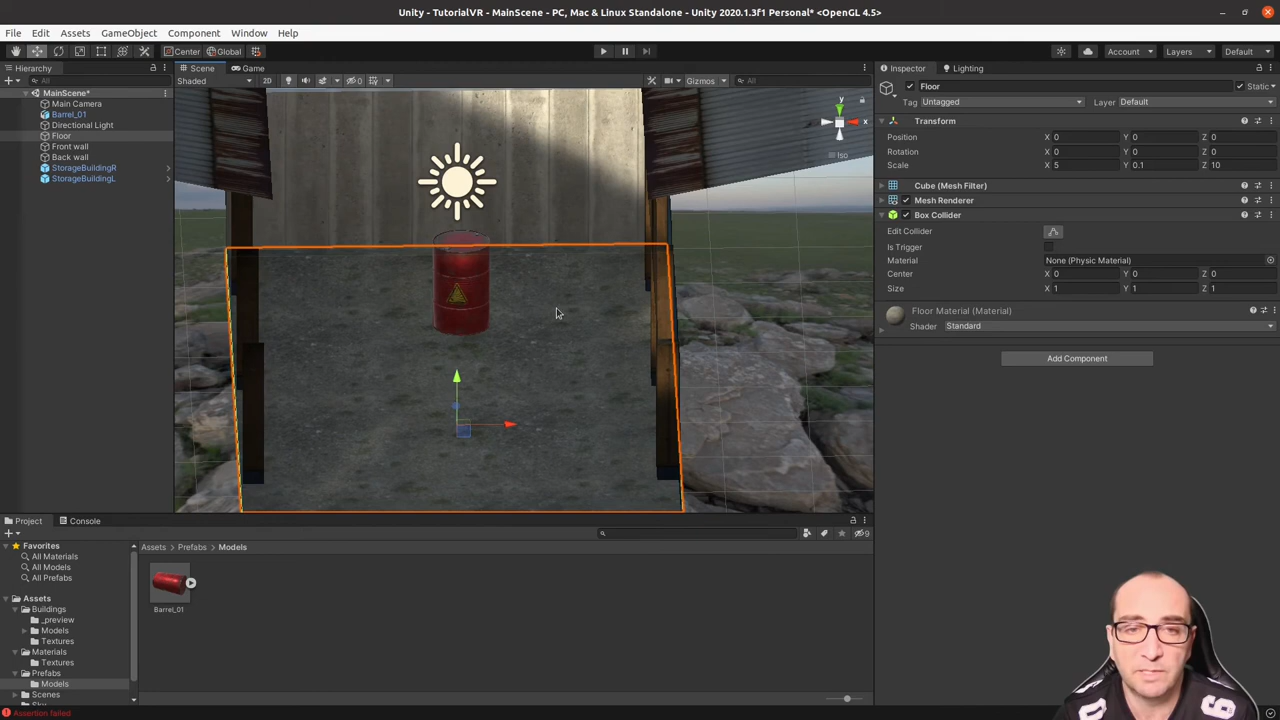 Unity - TutorialVR - MainScene - PC, Mac & Linux Standalone - Unity 2020.1.3f1 Personal* <OpenGL 4.5>
File Edit Assets GameObject Component Window Help
Center Global Account Layers Default
Hierarchy
All
MainScene*
Main Camera
Barrel_01
Directional Light
Floor
Front wall
Back wall
StorageBuildingR
StorageBuildingL
Scene Game
Shaded 2D 0 Gizmos All
y
x
Iso
Inspector Lighting
Floor Static
Tag Untagged Layer Default
Transform
Position X 0 Y 0 Z 0
Rotation X 0 Y 0 Z 0
Scale X 5 Y 0.1 Z 10
Cube (Mesh Filter)
Mesh Renderer
Box Collider
Edit Collider
Is Trigger
Material None (Physic Material)
Center X 0 Y 0 Z 0
Size X 1 Y 1 Z 1
Floor Material (Material)
Shader Standard
Add Component
Project Console
9
Favorites
All Materials
All Models
All Prefabs
Assets
Buildings
_preview
Models
Textures
Materials
Textures
Prefabs
Models
Scenes
Assets Prefabs Models
Barrel_01
Assertion failed